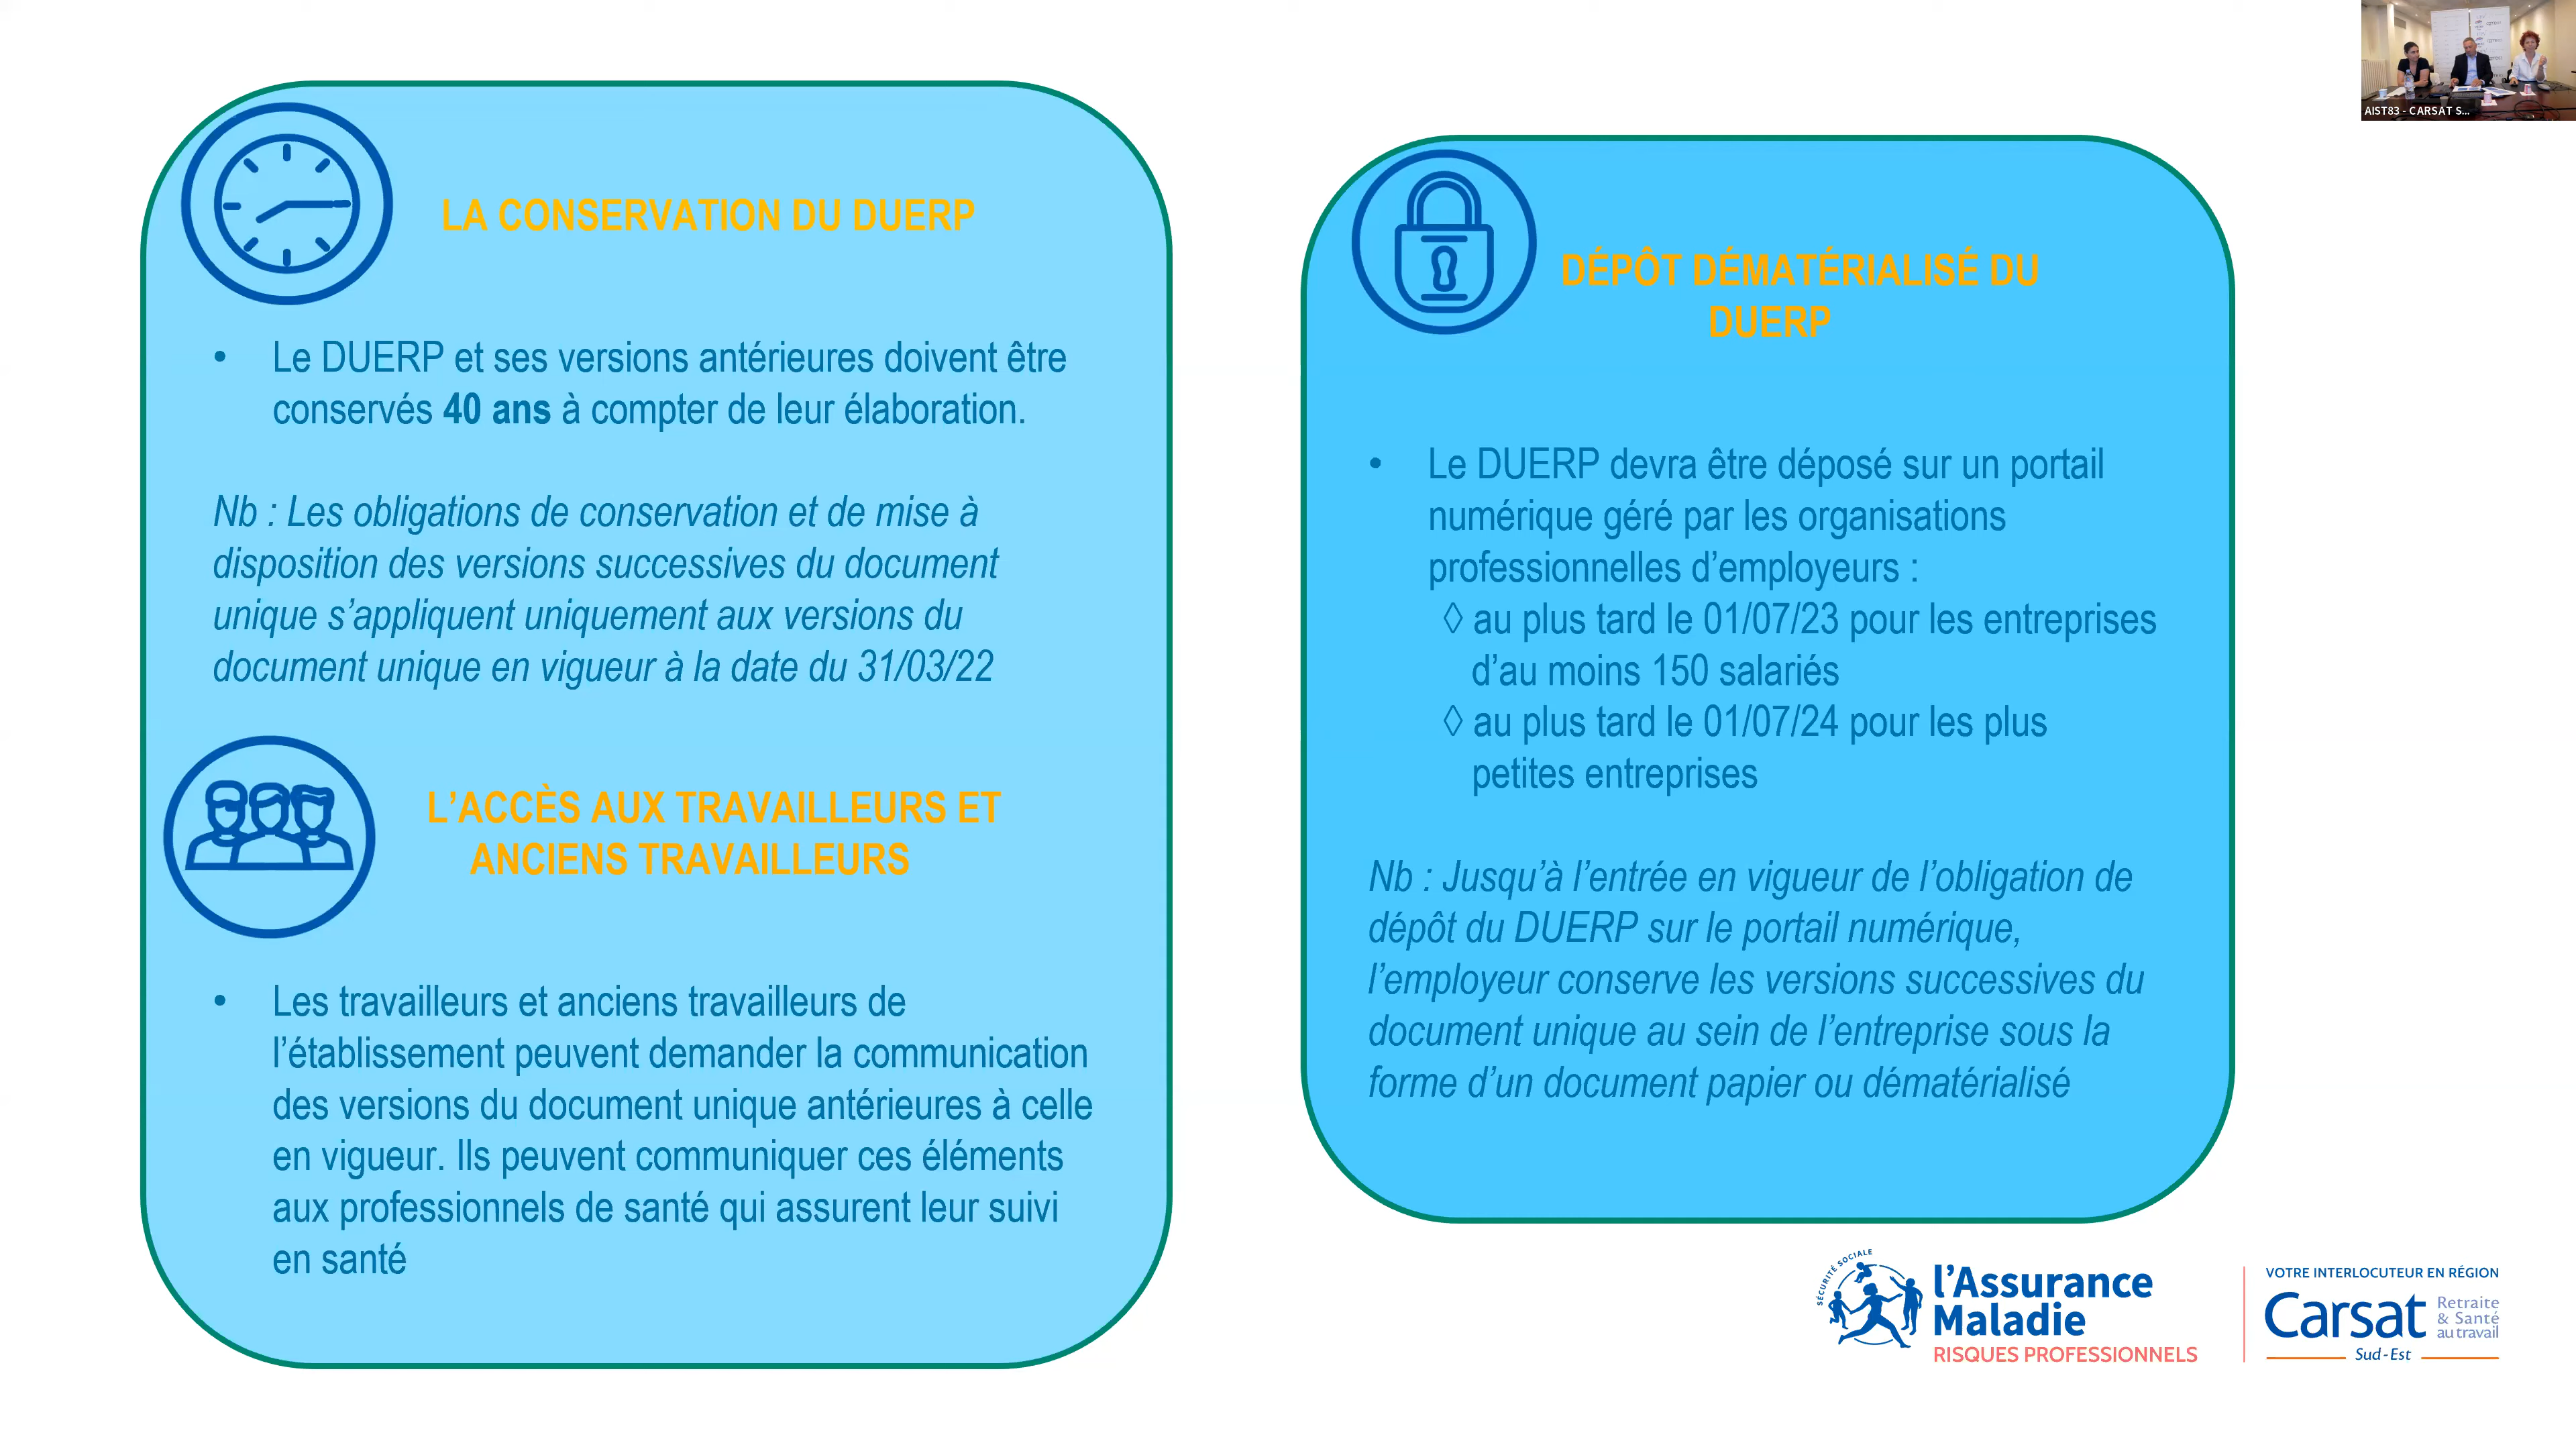 LA CONSERVATION DU DUERP
• Le DUERP et ses versions antérieures doivent être
conservés 40 ans à compter de leur élaboration.
Nb : Les obligations de conservation et de mise à
disposition des versions successives du document
unique s’appliquent uniquement aux versions du
document unique en vigueur à la date du 31/03/22
L’ACCÈS AUX TRAVAILLEURS ET
ANCIENS TRAVAILLEURS
• Les travailleurs et anciens travailleurs de
l’établissement peuvent demander la communication
des versions du document unique antérieures à celle
en vigueur. Ils peuvent communiquer ces éléments
aux professionnels de santé qui assurent leur suivi
en santé
DÉPÔT DÉMATÉRIALISÉ DU
DUERP
• Le DUERP devra être déposé sur un portail
numérique géré par les organisations
professionnelles d’employeurs :
◊ au plus tard le 01/07/23 pour les entreprises
d’au moins 150 salariés
◊ au plus tard le 01/07/24 pour les plus
petites entreprises
Nb : Jusqu’à l’entrée en vigueur de l’obligation de
dépôt du DUERP sur le portail numérique,
l’employeur conserve les versions successives du
document unique au sein de l’entreprise sous la
forme d’un document papier ou dématérialisé
AIST83 - CARSAT S...
SÉCURITÉ SOCIALE
l’Assurance
Maladie
RISQUES PROFESSIONNELS
VOTRE INTERLOCUTEUR EN RÉGION
Carsat
Retraite
& Santé
au travail
Sud-Est